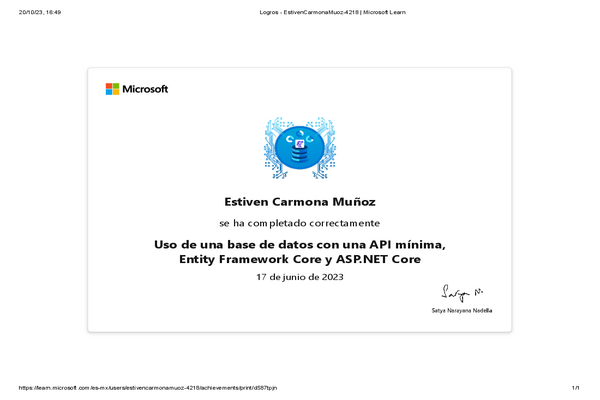 20/10/23, 16:49
Logros - EstivenCarmonaMuoz-4218 | Microsoft Learn
Microsoft
Estiven Carmona Muñoz
se ha completado correctamente
Uso de una base de datos con una API mínima,
Entity Framework Core y ASP.NET Core
17 de junio de 2023
Satya N.
Satya Narayana Nadella
https://learn.microsoft.com/es-mx/users/estivencarmonamuoz-4218/achievements/print/d587tpjn
1/1